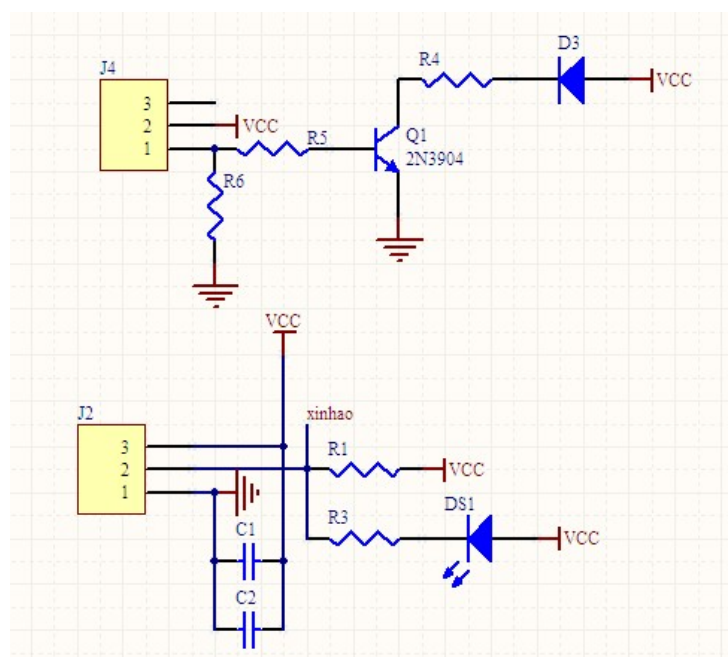 D3
R4
VCC
J4
3
2
1
VCC
R5
Q1
2N3904
R6
VCC
J2
xinhao
3
2
1
R1
VCC
DS1
R3
VCC
C1
C2